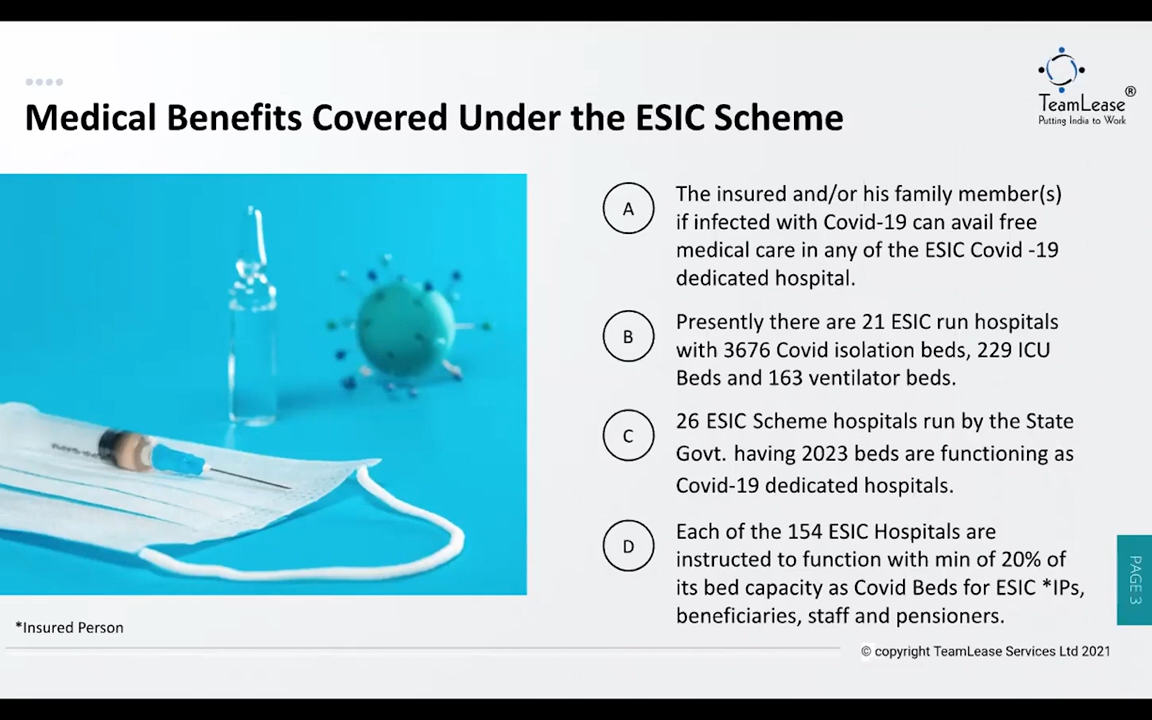 Medical Benefits Covered Under the ESIC Scheme
TeamLease®
Putting India to Work
A
The insured and/or his family member(s)
if infected with Covid-19 can avail free
medical care in any of the ESIC Covid -19
dedicated hospital.
B
Presently there are 21 ESIC run hospitals
with 3676 Covid isolation beds, 229 ICU
Beds and 163 ventilator beds.
C
26 ESIC Scheme hospitals run by the State
Govt. having 2023 beds are functioning as
Covid-19 dedicated hospitals.
D
Each of the 154 ESIC Hospitals are
instructed to function with min of 20% of
its bed capacity as Covid Beds for ESIC *IPs,
beneficiaries, staff and pensioners.
PAGE 3
*Insured Person
© copyright TeamLease Services Ltd 2021